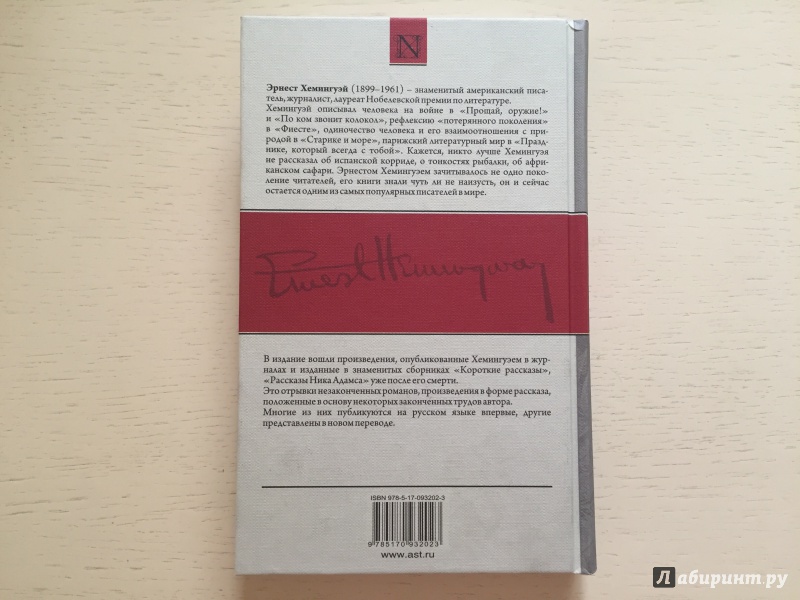 N
Эрнест Хемингуэй (1899–1961) – знаменитый американский писа-
тель, журналист, лауреат Нобелевской премии по литературе.
Хемингуэй описывал человека на войне в «Прощай, оружие!»
и «По ком звонит колокол», рефлексию «потерянного поколения»
в «Фиесте», одиночество человека и его взаимоотношения с при-
родой в «Старике и море», парижский литературный мир в «Празд-
нике, который всегда с тобой». Кажется, никто лучше Хемингуэя
не рассказал об испанской корриде, о тонкостях рыбалки, об аф-
риканском сафари. Эрнестом Хемингуэем зачитывалось не одно поко-
ление читателей, его книги знали чуть ли не наизусть, он и сейчас
остается одним из самых популярных писателей в мире.
Ernest Hemingway
В издание вошли произведения, опубликованные Хемингуэем в жур-
налах и изданные в знаменитых сборниках «Короткие рассказы»,
«Рассказы Ника Адамса» уже после его смерти.
Это отрывки незаконченных романов, произведения в форме рассказа,
положенные в основу некоторых законченных трудов автора.
Многие из них публикуются на русском языке впервые, другие
представлены в новом переводе.
ISBN 978-5-17-093202-3
9 785170 932023
www.ast.ru
Лабиринт.ру